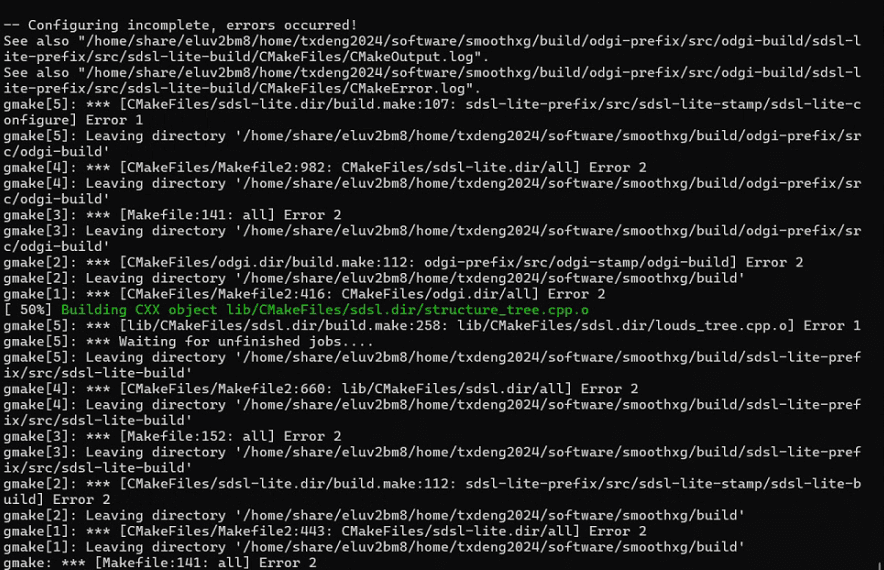 -- Configuring incomplete, errors occurred!
See also "/home/share/eluv2bm8/home/txdeng2024/software/smoothxg/build/odgi-prefix/src/odgi-build/sdsl-l
ite-prefix/src/sdsl-lite-build/CMakeFiles/CMakeOutput.log".
See also "/home/share/eluv2bm8/home/txdeng2024/software/smoothxg/build/odgi-prefix/src/odgi-build/sdsl-l
ite-prefix/src/sdsl-lite-build/CMakeFiles/CMakeError.log".
gmake[5]: *** [CMakeFiles/sdsl-lite.dir/build.make:107: sdsl-lite-prefix/src/sdsl-lite-stamp/sdsl-lite-c
onfigure] Error 1
gmake[5]: Leaving directory '/home/share/eluv2bm8/home/txdeng2024/software/smoothxg/build/odgi-prefix/sr
c/odgi-build'
gmake[4]: *** [CMakeFiles/Makefile2:982: CMakeFiles/sdsl-lite.dir/all] Error 2
gmake[4]: Leaving directory '/home/share/eluv2bm8/home/txdeng2024/software/smoothxg/build/odgi-prefix/sr
c/odgi-build'
gmake[3]: *** [Makefile:141: all] Error 2
gmake[3]: Leaving directory '/home/share/eluv2bm8/home/txdeng2024/software/smoothxg/build/odgi-prefix/sr
c/odgi-build'
gmake[2]: *** [CMakeFiles/odgi.dir/build.make:112: odgi-prefix/src/odgi-stamp/odgi-build] Error 2
gmake[2]: Leaving directory '/home/share/eluv2bm8/home/txdeng2024/software/smoothxg/build'
gmake[1]: *** [CMakeFiles/Makefile2:416: CMakeFiles/odgi.dir/all] Error 2
[ 50%] Building CXX object lib/CMakeFiles/sdsl.dir/structure_tree.cpp.o
gmake[5]: *** [lib/CMakeFiles/sdsl.dir/build.make:258: lib/CMakeFiles/sdsl.dir/louds_tree.cpp.o] Error 1
gmake[5]: *** Waiting for unfinished jobs....
gmake[5]: Leaving directory '/home/share/eluv2bm8/home/txdeng2024/software/smoothxg/build/sdsl-lite-pref
ix/src/sdsl-lite-build'
gmake[4]: *** [CMakeFiles/Makefile2:660: lib/CMakeFiles/sdsl.dir/all] Error 2
gmake[4]: Leaving directory '/home/share/eluv2bm8/home/txdeng2024/software/smoothxg/build/sdsl-lite-pref
ix/src/sdsl-lite-build'
gmake[3]: *** [Makefile:152: all] Error 2
gmake[3]: Leaving directory '/home/share/eluv2bm8/home/txdeng2024/software/smoothxg/build/sdsl-lite-pref
ix/src/sdsl-lite-build'
gmake[2]: *** [CMakeFiles/sdsl-lite.dir/build.make:112: sdsl-lite-prefix/src/sdsl-lite-stamp/sdsl-lite-b
uild] Error 2
gmake[2]: Leaving directory '/home/share/eluv2bm8/home/txdeng2024/software/smoothxg/build'
gmake[1]: *** [CMakeFiles/Makefile2:443: CMakeFiles/sdsl-lite.dir/all] Error 2
gmake[1]: Leaving directory '/home/share/eluv2bm8/home/txdeng2024/software/smoothxg/build'
gmake: *** [Makefile:141: all] Error 2